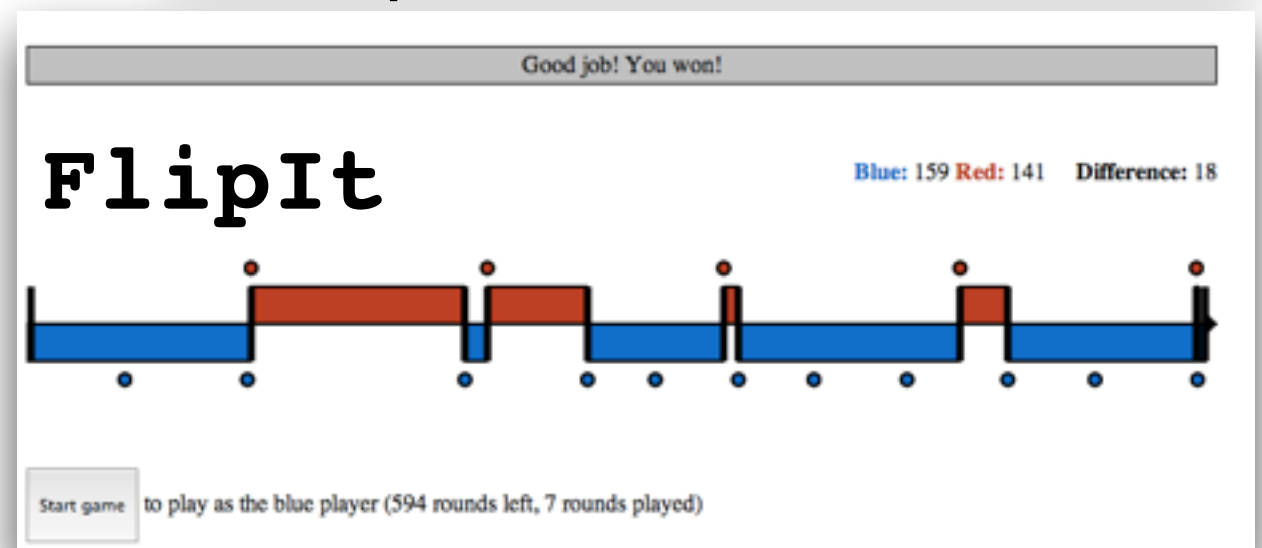 Good job! You won!
FlipIt
Blue: 159 Red: 141 Difference: 18
Start game to play as the blue player (594 rounds left, 7 rounds played)